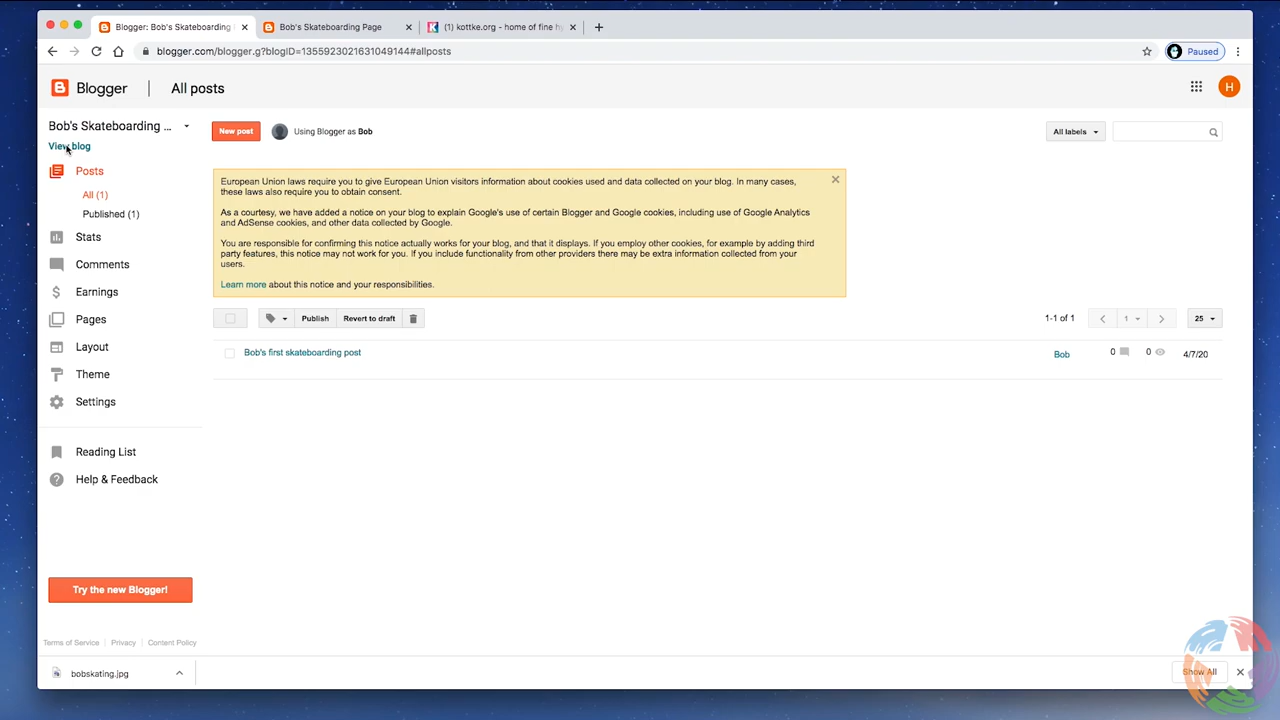 Blogger: Bob's Skateboarding
Bob's Skateboarding Page
(1) kottke.org - home of fine hy
blogger.com/blogger.g?blogID=1355923021631049144#allposts
Paused
Blogger
All posts
H
Bob's Skateboarding ...
View blog
New post
Using Blogger as Bob
All labels
Posts
All (1)
Published (1)
Stats
Comments
Earnings
Pages
Layout
Theme
Settings
Reading List
Help & Feedback
European Union laws require you to give European Union visitors information about cookies used and data collected on your blog. In many cases,
these laws also require you to obtain consent.
As a courtesy, we have added a notice on your blog to explain Google's use of certain Blogger and Google cookies, including use of Google Analytics
and AdSense cookies, and other data collected by Google.
You are responsible for confirming this notice actually works for your blog, and that it displays. If you employ other cookies, for example by adding third
party features, this notice may not work for you. If you include functionality from other providers there may be extra information collected from your
users.
Learn more about this notice and your responsibilities.
Publish
Revert to draft
1-1 of 1
1
25
Bob's first skateboarding post
Bob
0
0
4/7/20
Try the new Blogger!
Terms of Service
Privacy
Content Policy
bobskating.jpg
Show All